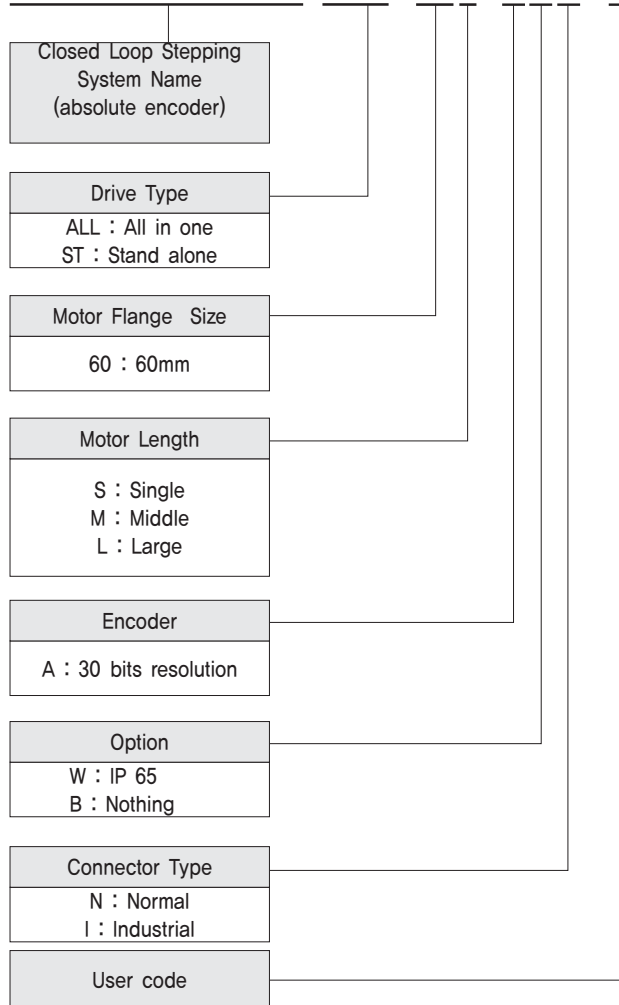 Closed Loop Stepping
System Name
(absolute encoder)
Drive Type
ALL : All in one
ST : Stand alone
Motor Flange Size
60 : 60mm
Motor Length
S : Single
M : Middle
L : Large
Encoder
A : 30 bits resolution
Option
W : IP 65
B : Nothing
Connector Type
N : Normal
I : Industrial
User code